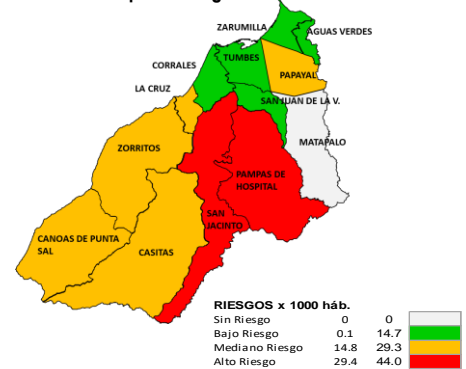 ZARUMILLA
AGUAS VERDES
CORRALES
TUMBES
LA CRUZ
PAPAYAL
SAN JUAN DE LA V.
ZORRITOS
MATAPALO
PAMPAS DE
HOSPITAL
SAN
JACINTO
CANOAS DE PUNTA
SAL
CASITAS
RIESGOS x 1000 háb.
Sin Riesgo 0 0
Bajo Riesgo 0.1 14.7
Mediano Riesgo 14.8 29.3
Alto Riesgo 29.4 44.0